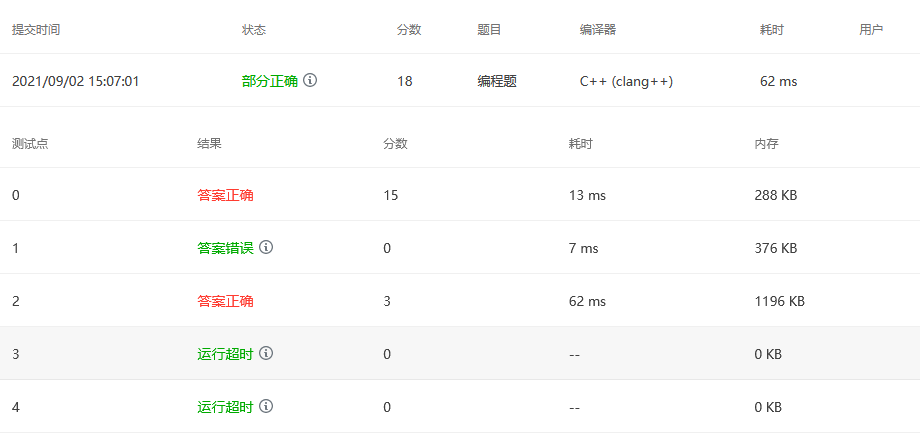 提交时间 状态 分数 题目 编译器 耗时 用户
2021/09/02 15:07:01 部分正确 18 编程题 C++ (clang++) 62 ms
测试点 结果 分数 耗时 内存
0 答案正确 15 13 ms 288 KB
1 答案错误 0 7 ms 376 KB
2 答案正确 3 62 ms 1196 KB
3 运行超时 0 -- 0 KB
4 运行超时 0 -- 0 KB